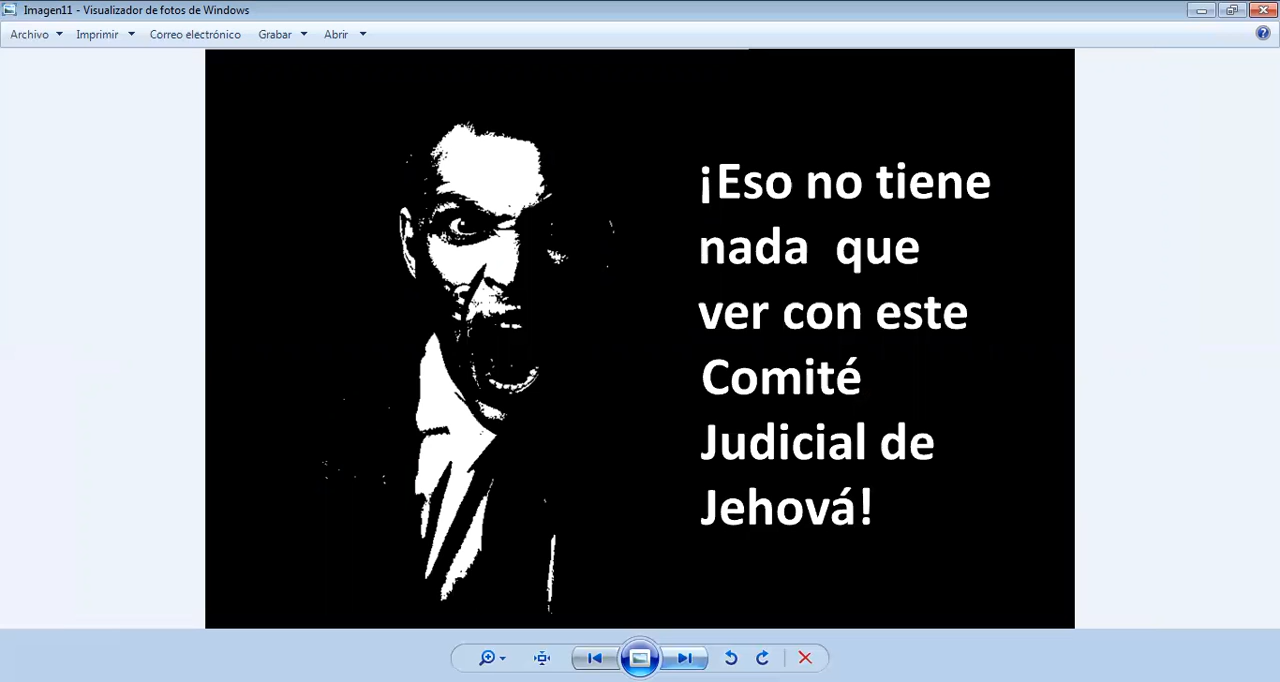 Imagen11 - Visualizador de fotos de Windows
Archivo Imprimir Correo electrónico Grabar Abrir
¡Eso no tiene
nada que
ver con este
Comité
Judicial de
Jehová!